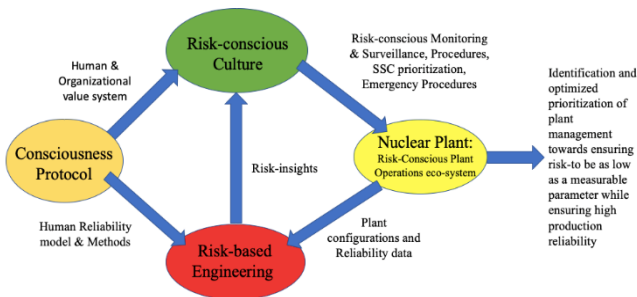 Risk-conscious
Culture
Human &
Organizational
value system
Risk-conscious Monitoring
& Surveillance, Procedures,
SSC prioritization,
Emergency Procedures
Consciousness
Protocol
Risk-insights
Nuclear Plant:
Risk-Conscious Plant
Operations eco-system
Human Reliability
model & Methods
Risk-based
Engineering
Plant
configurations and
Reliability data
Identification and
optimized
prioritization of
plant
management
towards ensuring
risk-to be as low
as a measurable
parameter while
ensuring high
production
reliability